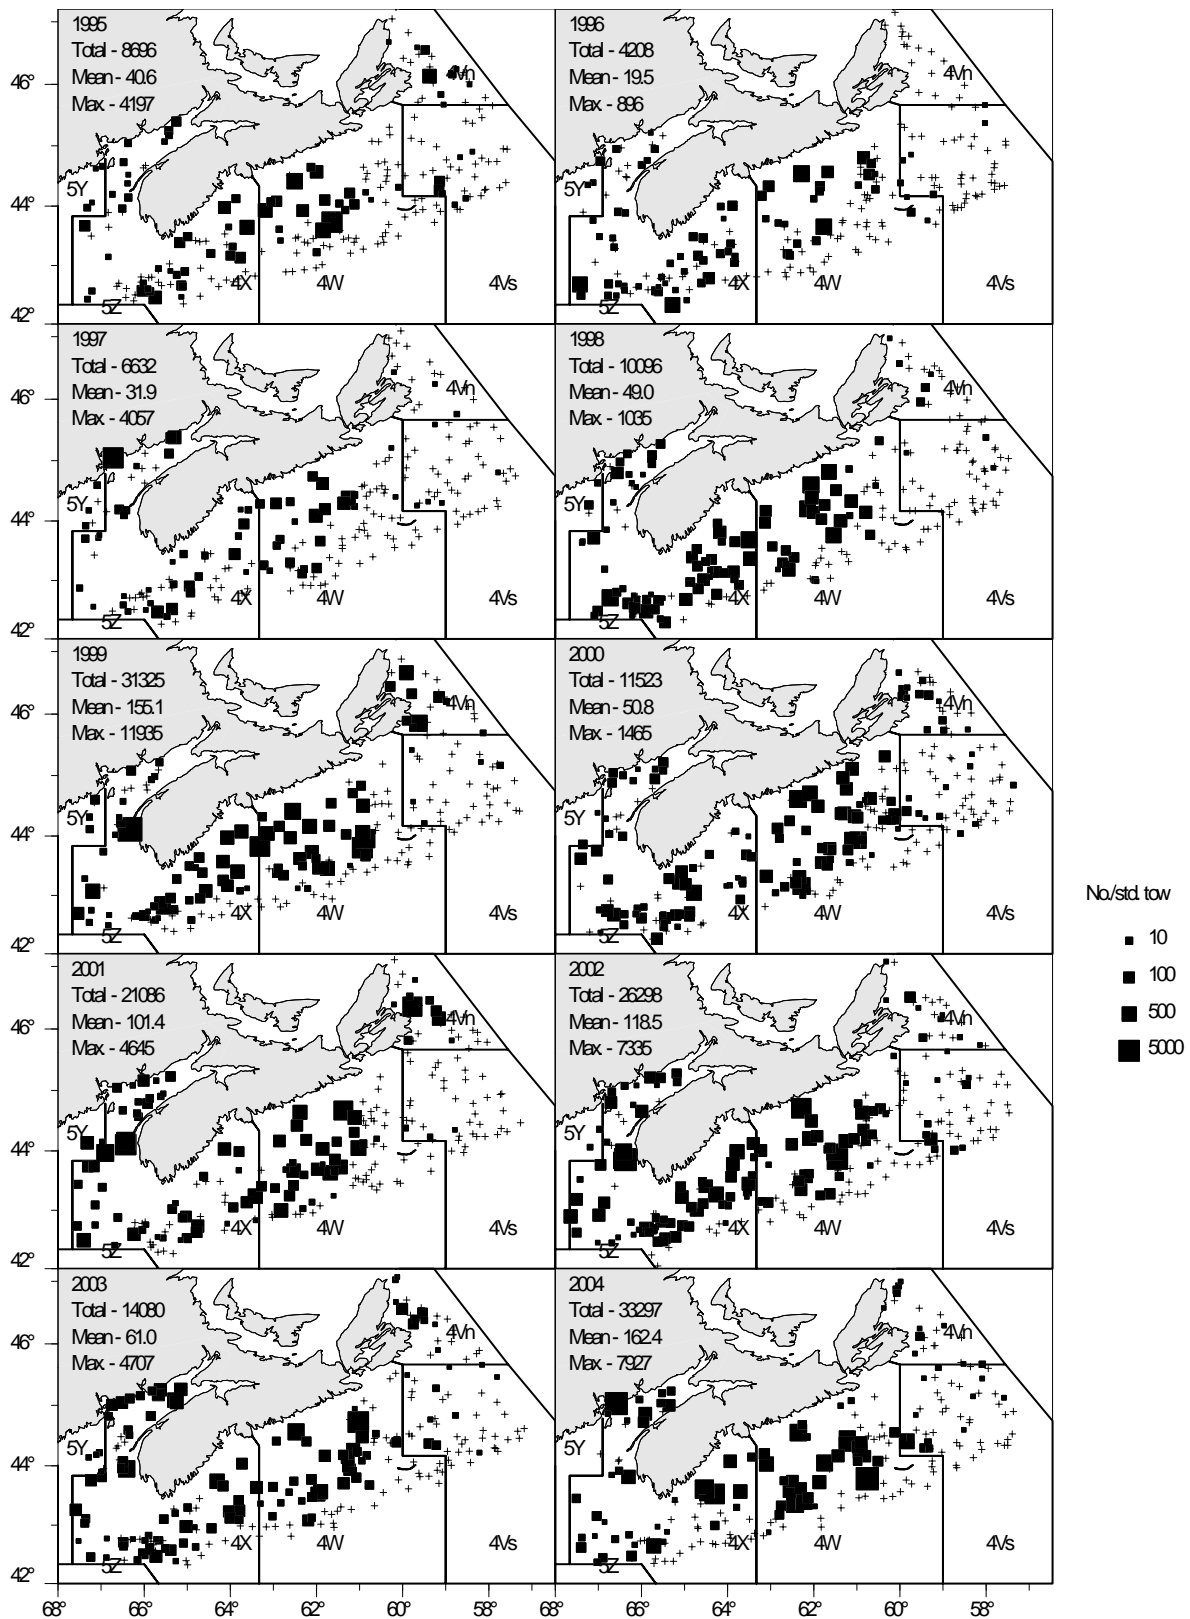 1995
Total - 8696
Mean - 40.6
Max. - 4197
4Vn
5Y
4X
4W
4Vs
5Z
46°
44°
42°
1996
Total - 4208
Mean - 19.5
Max. - 896
4Vn
5Y
4X
4W
4Vs
5Z
1997
Total - 6632
Mean - 31.9
Max. - 4057
4Vn
5Y
4X
4W
4Vs
5Z
46°
44°
42°
1998
Total - 10096
Mean - 49.0
Max. - 1035
4Vn
5Y
4X
4W
4Vs
5Z
1999
Total - 31325
Mean - 155.1
Max. - 11935
4Vn
5Y
4X
4W
4Vs
5Z
46°
44°
42°
2000
Total - 11523
Mean - 50.8
Max. - 1465
4Vn
5Y
4X
4W
4Vs
5Z
No./std. tow
10
100
500
5000
2001
Total - 21086
Mean - 101.4
Max. - 4645
4Vn
5Y
4X
4W
4Vs
5Z
46°
44°
42°
2002
Total - 26298
Mean - 118.5
Max. - 7335
4Vn
5Y
4X
4W
4Vs
5Z
2003
Total - 14080
Mean - 61.0
Max. - 4707
4Vn
5Y
4X
4W
4Vs
5Z
46°
44°
42°
2004
Total - 33297
Mean - 162.4
Max. - 7927
4Vn
5Y
4X
4W
4Vs
5Z
68° 66° 64° 62° 60° 58° 68° 66° 64° 62° 60° 58°